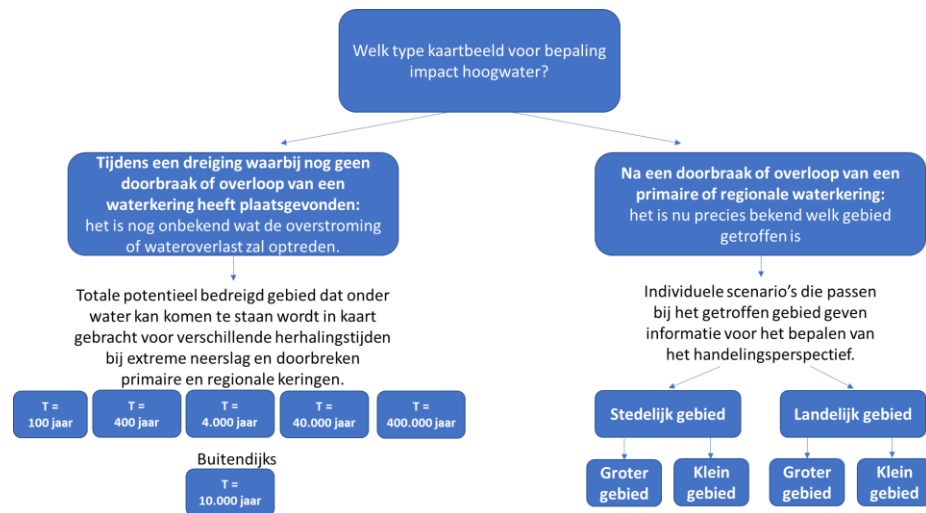 Welk type kaartbeeld voor bepaling
impact hoogwater?
Tijdens een dreiging waarbij nog geen
doorbraak of overloop van een
waterkering heeft plaatsgevonden:
het is nog onbekend wat de overstroming
of wateroverlast zal optreden.
Totale potentieel bedreigd gebied dat onder
water kan komen te staan wordt in kaart
gebracht voor verschillende herhalingstijden
bij extreme neerslag en doorbreken
primaire en regionale keringen.
T =
100 jaar
T =
400 jaar
T =
4.000 jaar
T =
40.000 jaar
T =
400.000 jaar
Buitendijks
T =
10.000 jaar
Na een doorbraak of overloop van een
primaire of regionale waterkering:
het is nu precies bekend welk gebied
getroffen is
Individuele scenario's die passen
bij het getroffen gebied geven
informatie voor het bepalen van
het handelingsperspectief.
Stedelijk gebied
Landelijk gebied
Groter
gebied
Klein
gebied
Groter
gebied
Klein
gebied